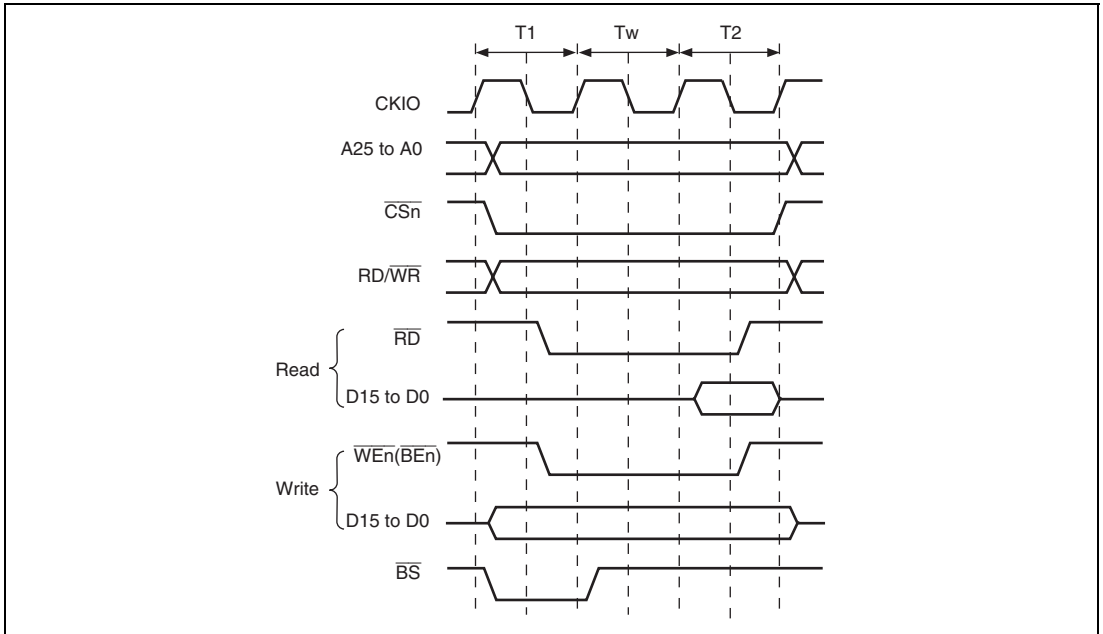 T1 Tw T2
CKIO
A25 to A0
CSn
RD/WR
RD
Read
D15 to D0
WEn(BEn)
Write
D15 to D0
BS